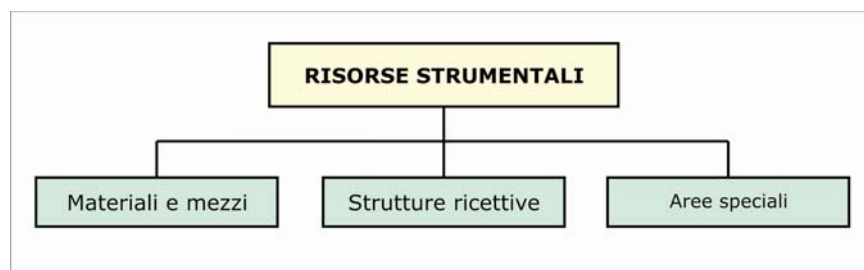 RISORSE STRUMENTALI
Materiali e mezzi
Strutture ricettive
Aree speciali